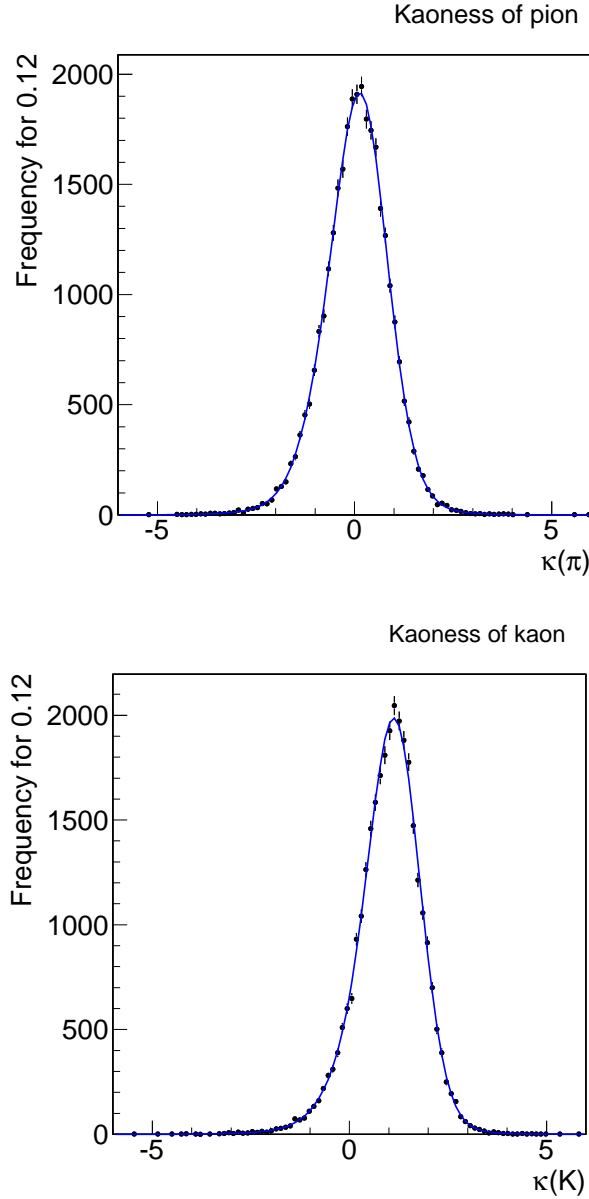 Kaoness of pion
Frequency for 0.12
2000
1500
1000
500
0
-5 0 5
κ(π)
Kaoness of kaon
Frequency for 0.12
2000
1500
1000
500
0
-5 0 5
κ(K)